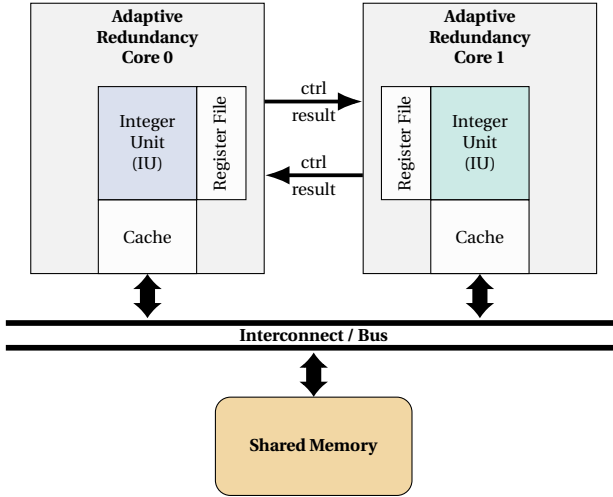 Adaptive
Redundancy
Core 0
Adaptive
Redundancy
Core 1
Integer
Unit
(IU)
Register File
Cache
ctrl
result
ctrl
result
Register File
Integer
Unit
(IU)
Cache
Interconnect / Bus
Shared Memory